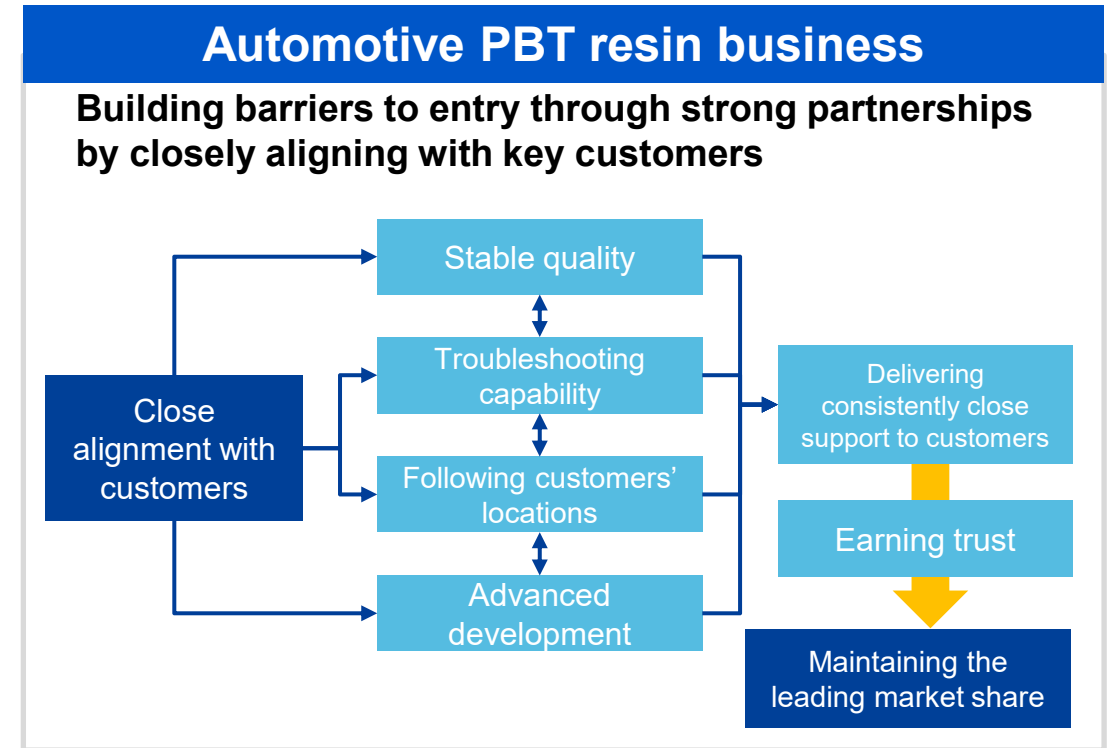 Automotive PBT resin business
Building barriers to entry through strong partnerships
by closely aligning with key customers
Close
alignment with
customers
Stable quality
Troubleshooting
capability
Following customers’
locations
Advanced
development
Delivering
consistently close
support to customers
Earning trust
Maintaining the
leading market share